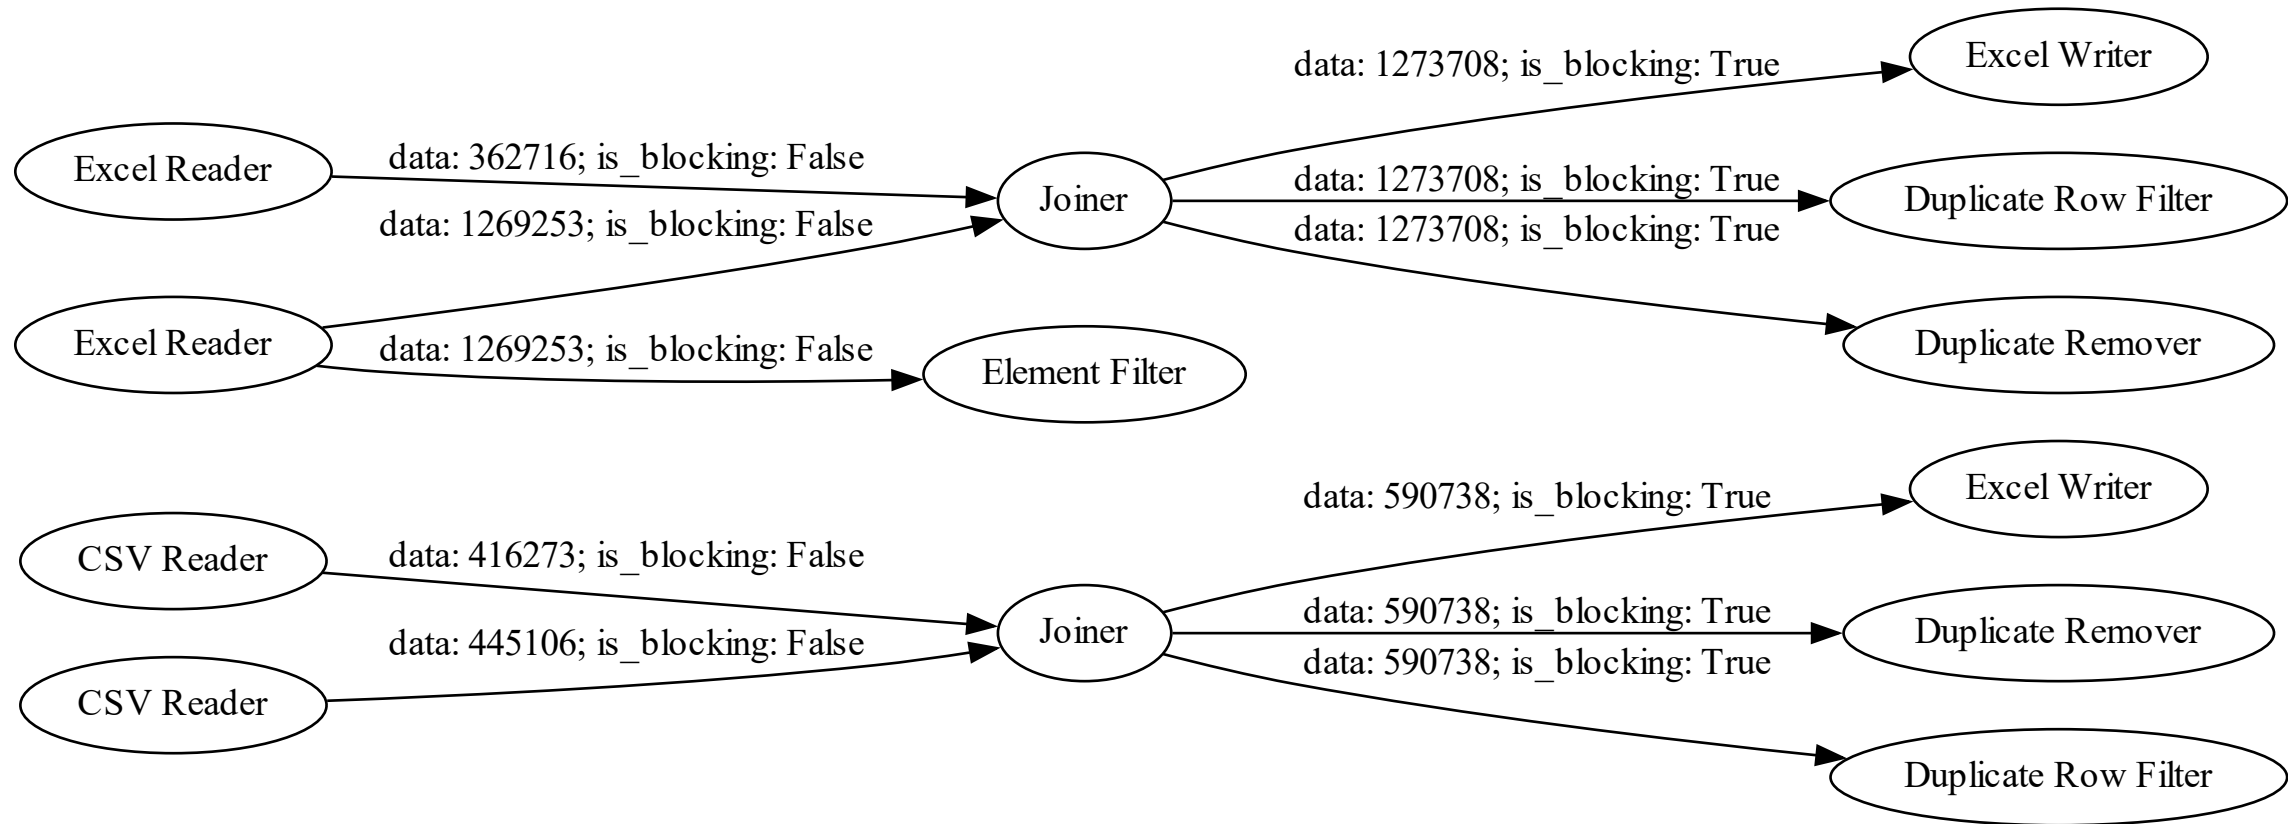 data: 1273708; is_blocking: True
Excel Writer
Excel Reader
data: 362716; is_blocking: False
Joiner
data: 1273708; is_blocking: True
Duplicate Row Filter
data: 1269253; is_blocking: False
data: 1273708; is_blocking: True
Excel Reader
data: 1269253; is_blocking: False
Element Filter
Duplicate Remover
data: 590738; is_blocking: True
Excel Writer
CSV Reader
data: 416273; is_blocking: False
data: 445106; is_blocking: False
Joiner
data: 590738; is_blocking: True
Duplicate Remover
data: 590738; is_blocking: True
CSV Reader
Duplicate Row Filter